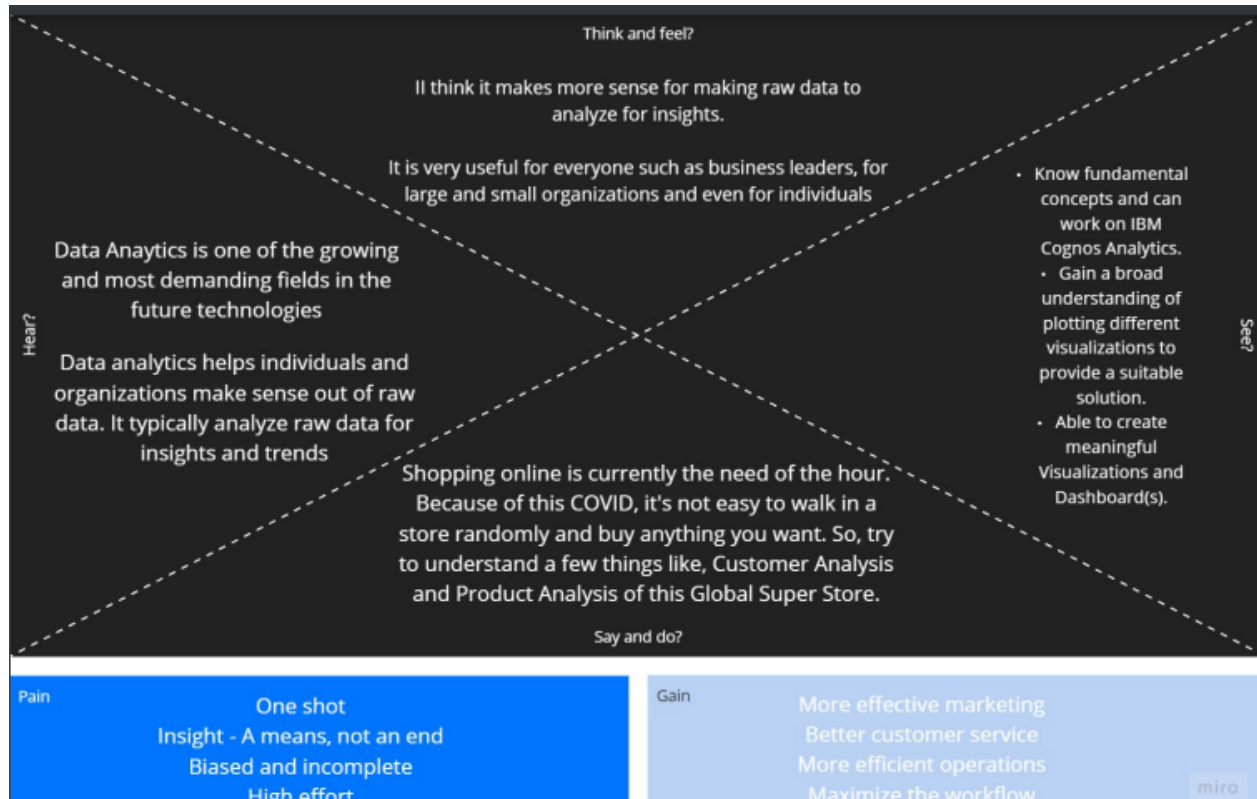 Think and feel?
II think it makes more sense for making raw data to
analyze for insights.
It is very useful for everyone such as business leaders, for
large and small organizations and even for individuals
Hear?
Data Anaytics is one of the growing
and most demanding fields in the
future technologies
Data analytics helps individuals and
organizations make sense out of raw
data. It typically analyze raw data for
insights and trends
See?
• Know fundamental
concepts and can
work on IBM
Cognos Analytics.
• Gain a broad
understanding of
plotting different
visualizations to
provide a suitable
solution.
• Able to create
meaningful
Visualizations and
Dashboard(s).
Shopping online is currently the need of the hour.
Because of this COVID, it's not easy to walk in a
store randomly and buy anything you want. So, try
to understand a few things like, Customer Analysis
and Product Analysis of this Global Super Store.
Say and do?
Pain
One shot
Insight - A means, not an end
Biased and incomplete
High effort
Gain
More effective marketing
Better customer service
More efficient operations
Maximize the workflow
miro